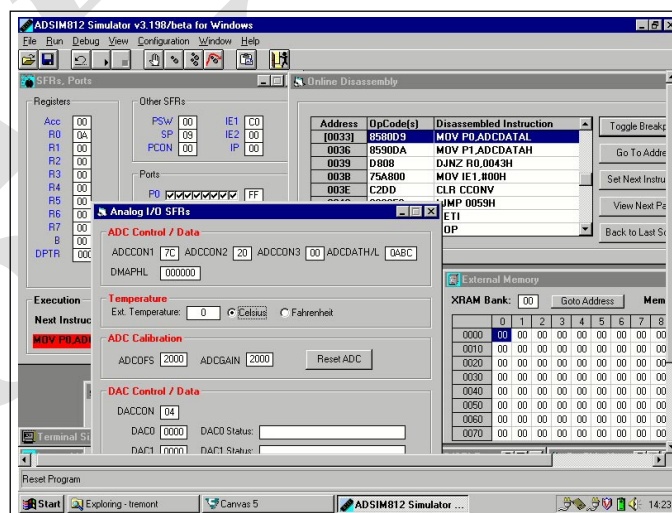 ADSIM812 Simulator v3.198/beta for Windows
File Run Debug View Configuration Window Help
SFRs, Ports
Registers
Acc 00
R0 0A
R1 00
R2 00
R3 00
R4 00
R5 00
R6 00
R7 00
B 00
DPTR 000
Other SFRs
PSW 00 IE1 C0
SP 09 IE2 00
PCON 00 IP 00
Ports
P0 FF
Execution
Next Instruc
MOV P0,AD
Online Disassembly
Address OpCode(s) Disassembled Instruction
[0033] 8580D9 MOV P0,ADCDATAL
0036 8590DA MOV P1,ADCDATAH
0039 D808 DJNZ R0,0043H
003B 75A800 MOV IE1,#00H
003E C2DD CLR CCONV
JMP 0059H
ETI
OP
Toggle Breakp
Go To Addre
Set Next Instru
View Next Pa
Back to Last Sc
Analog I/O SFRs
ADC Control / Data
ADCCON1 7C ADCCON2 20 ADCCON3 00 ADCDATH/L 0ABC
DMAPHL 000000
Temperature
Ext. Temperature: 0 Celsius Fahrenheit
ADC Calibration
ADCOFS 2000 ADCGAIN 2000 Reset ADC
DAC Control / Data
DACCON 04
DAC0 0000 DAC0 Status:
DAC1 0000 DAC1 Status:
External Memory
XRAM Bank: 00 Goto Address Mem
0 1 2 3 4 5 6 7 8
0000 00 00 00 00 00 00 00 00 00
0010 00 00 00 00 00 00 00 00 00
0020 00 00 00 00 00 00 00 00 00
0030 00 00 00 00 00 00 00 00 00
0040 00 00 00 00 00 00 00 00 00
0050 00 00 00 00 00 00 00 00 00
0060 00 00 00 00 00 00 00 00 00
0070 00 00 00 00 00 00 00 00 00
Terminal Si
Reset Program
Start Exploring - tremont Canvas 5 ADSIM812 Simulator ... 14:23